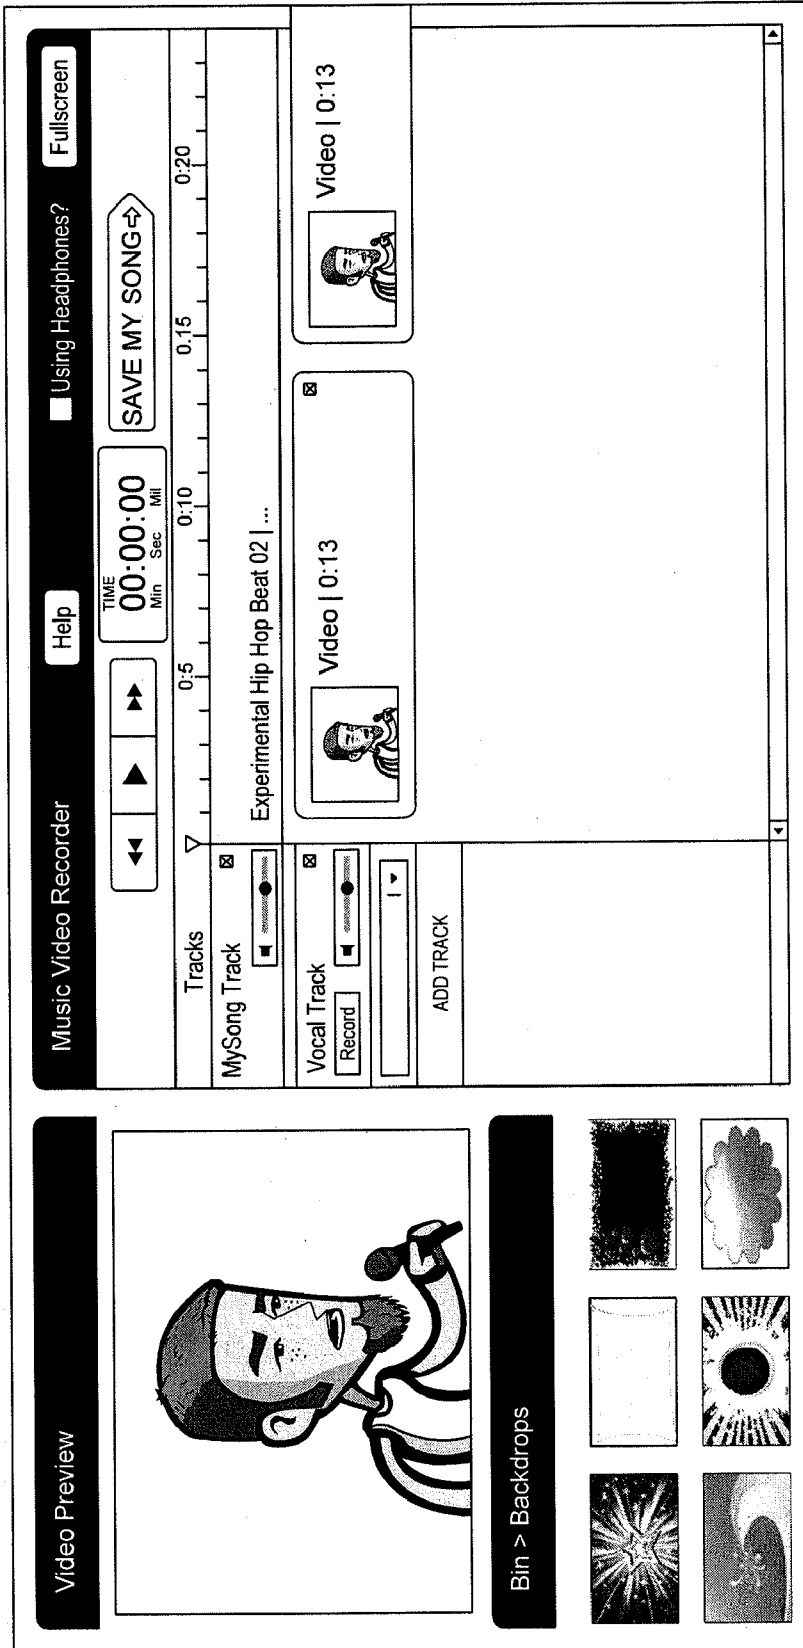 Video Preview
Bin > Backdrops
Music Video Recorder
Help
Using Headphones?
Fullscreen
TIME
00:00:00
Min Sec Mil
SAVE MY SONG
Tracks
0:5 0:10 0.15 0:20
MySong Track
Experimental Hip Hop Beat 02 | ...
Vocal Track
Record
Video | 0:13
Video | 0:13
ADD TRACK